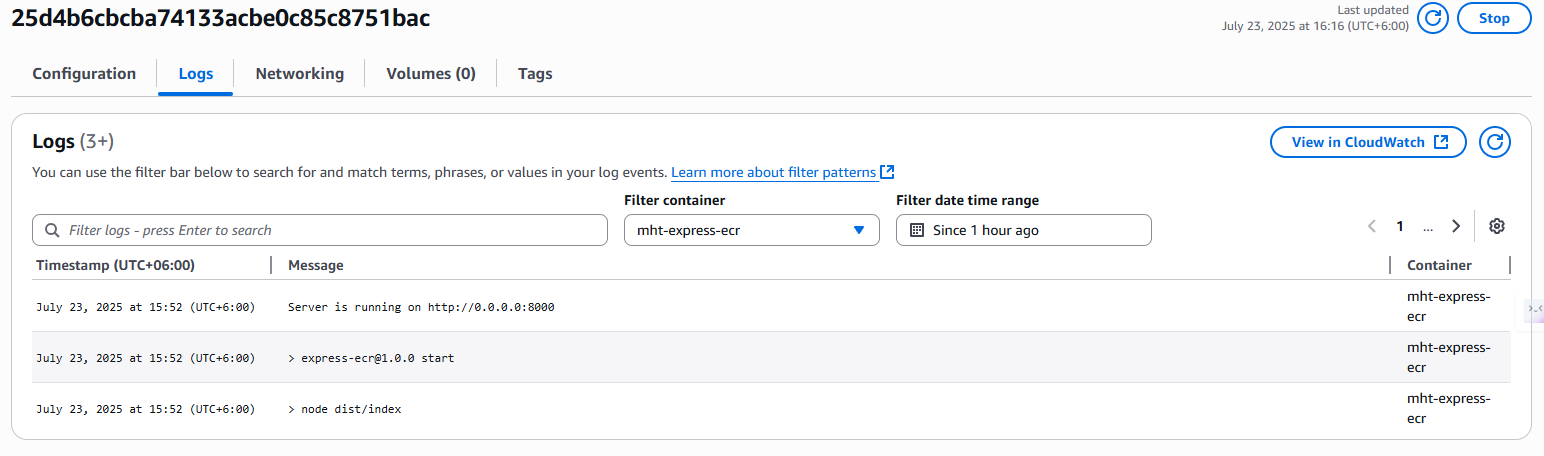 25d4b6cbcba74133acbe0c85c8751bac
Last updated
July 23, 2025 at 16:16 (UTC+6:00)
Stop
Configuration
Logs
Networking
Volumes (0)
Tags
Logs (3+)
View in CloudWatch
You can use the filter bar below to search for and match terms, phrases, or values in your log events. Learn more about filter patterns
Filter container
Filter date time range
Filter logs - press Enter to search
mht-express-ecr
Since 1 hour ago
1
...
Timestamp (UTC+06:00)
Message
Container
July 23, 2025 at 15:52 (UTC+6:00)
Server is running on http://0.0.0.0:8000
mht-express-
ecr
July 23, 2025 at 15:52 (UTC+6:00)
> express-ecr@1.0.0 start
mht-express-
ecr
July 23, 2025 at 15:52 (UTC+6:00)
> node dist/index
mht-express-
ecr